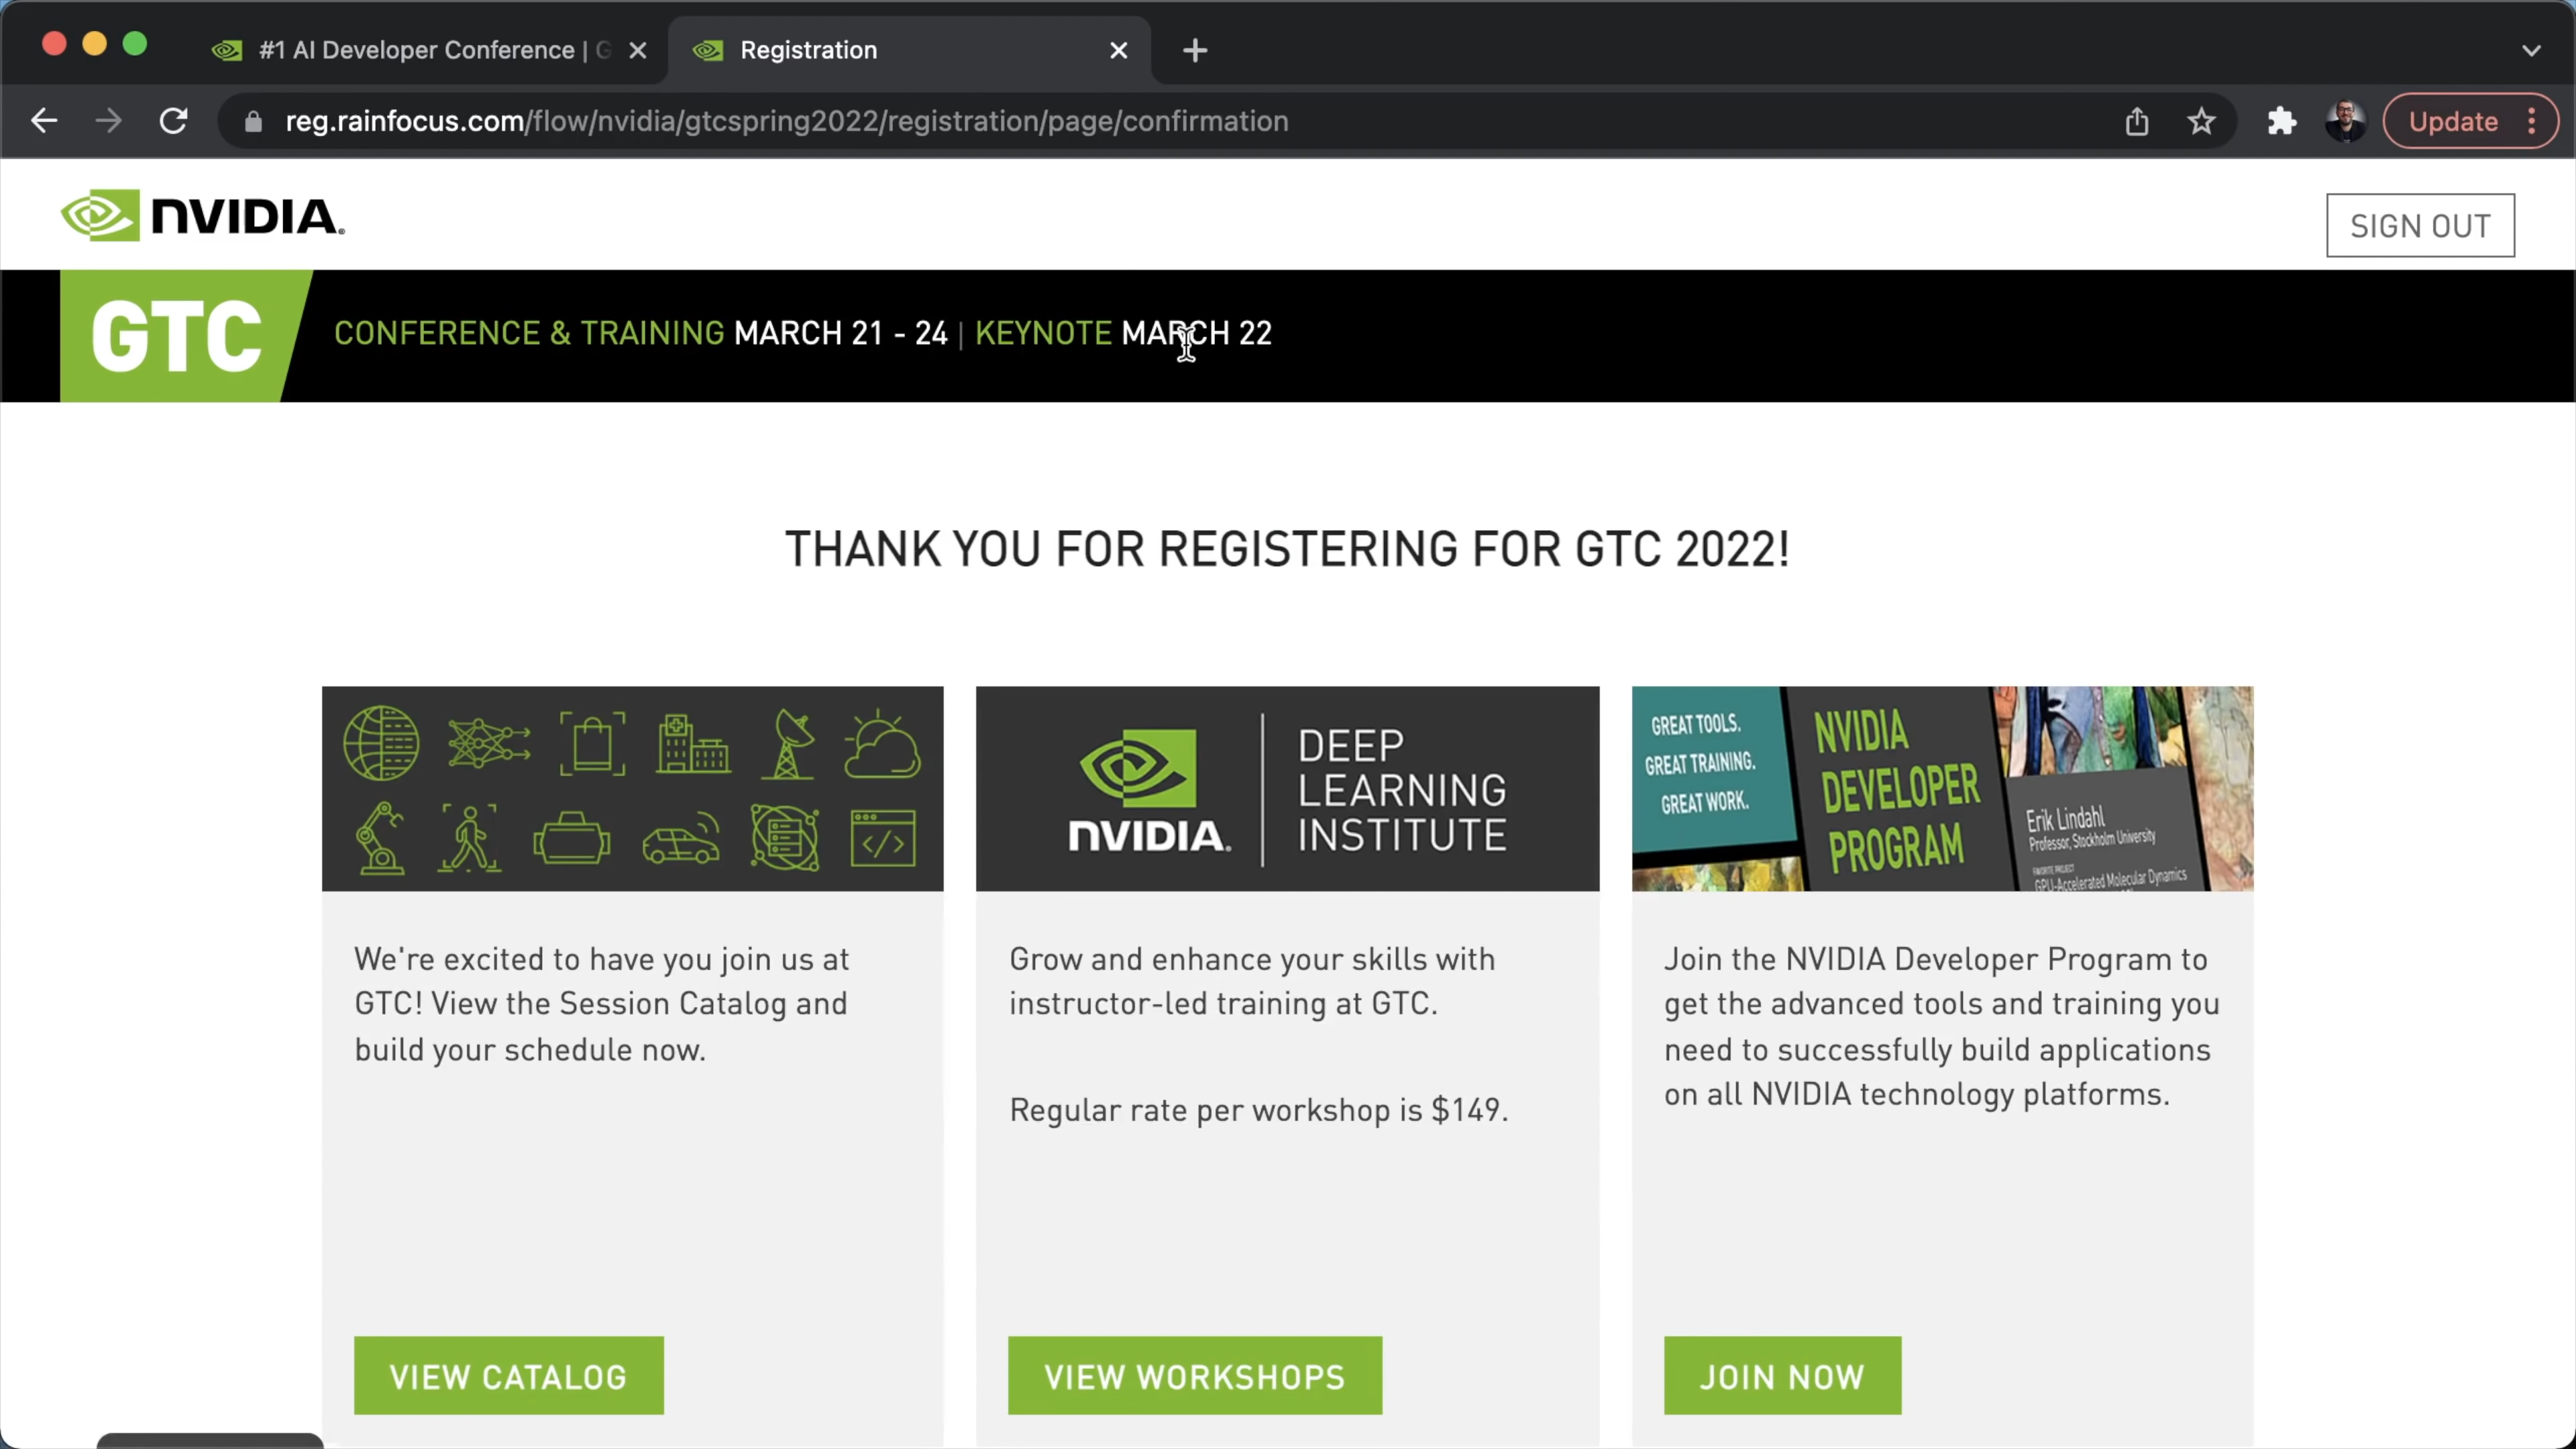 #1 AI Developer Conference | G
Registration
reg.rainfocus.com/flow/nvidia/gtcspring2022/registration/page/confirmation
Update
NVIDIA.
SIGN OUT
GTC
CONFERENCE & TRAINING MARCH 21 - 24 | KEYNOTE MARCH 22
THANK YOU FOR REGISTERING FOR GTC 2022!
NVIDIA.
DEEP
LEARNING
INSTITUTE
GREAT TOOLS.
GREAT TRAINING.
GREAT WORK.
NVIDIA
DEVELOPER
PROGRAM
Erik Lindahl
Professor, Stockholm University
FAVORITE PROJECT
GPU-Accelerated Molecular Dynamics
We're excited to have you join us at
GTC! View the Session Catalog and
build your schedule now.
VIEW CATALOG
Grow and enhance your skills with
instructor-led training at GTC.
Regular rate per workshop is $149.
VIEW WORKSHOPS
Join the NVIDIA Developer Program to
get the advanced tools and training you
need to successfully build applications
on all NVIDIA technology platforms.
JOIN NOW